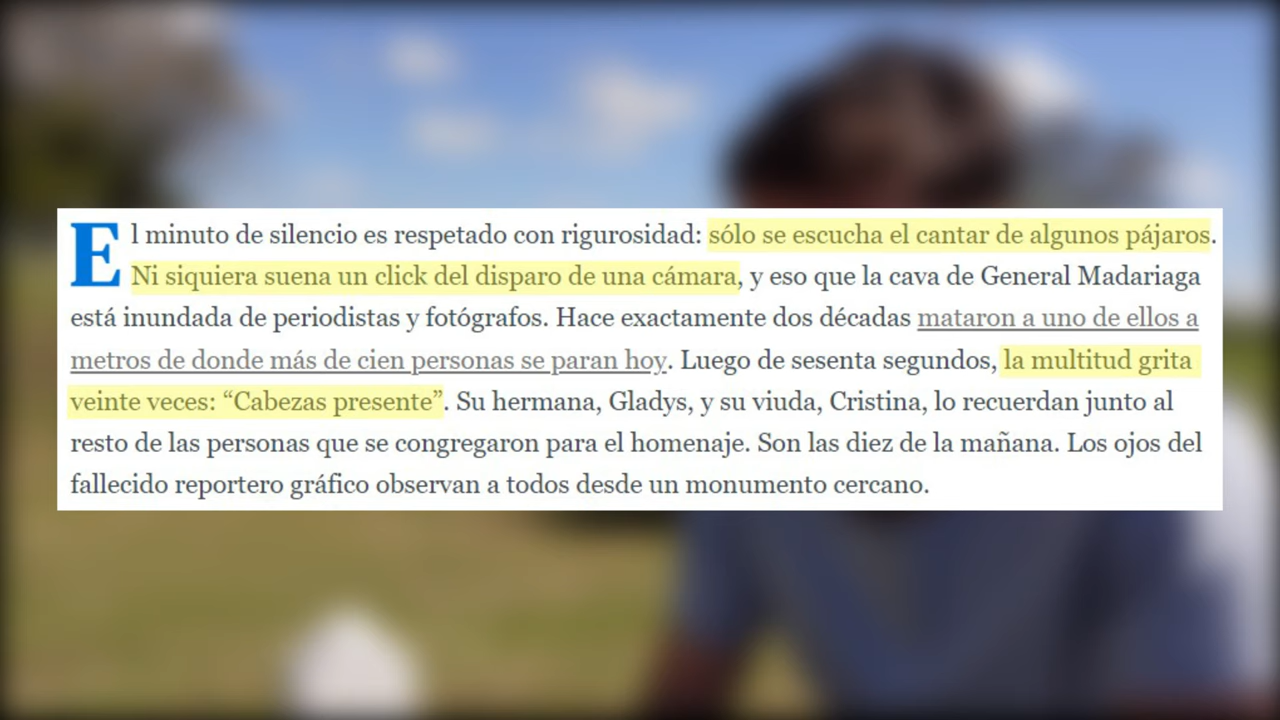 El minuto de silencio es respetado con rigurosidad: sólo se escucha el cantar de algunos pájaros.
Ni siquiera suena un click del disparo de una cámara, y eso que la cava de General Madariaga
está inundada de periodistas y fotógrafos. Hace exactamente dos décadas mataron a uno de ellos a
metros de donde más de cien personas se paran hoy. Luego de sesenta segundos, la multitud grita
veinte veces: “Cabezas presente”. Su hermana, Gladys, y su viuda, Cristina, lo recuerdan junto al
resto de las personas que se congregaron para el homenaje. Son las diez de la mañana. Los ojos del
fallecido reportero gráfico observan a todos desde un monumento cercano.